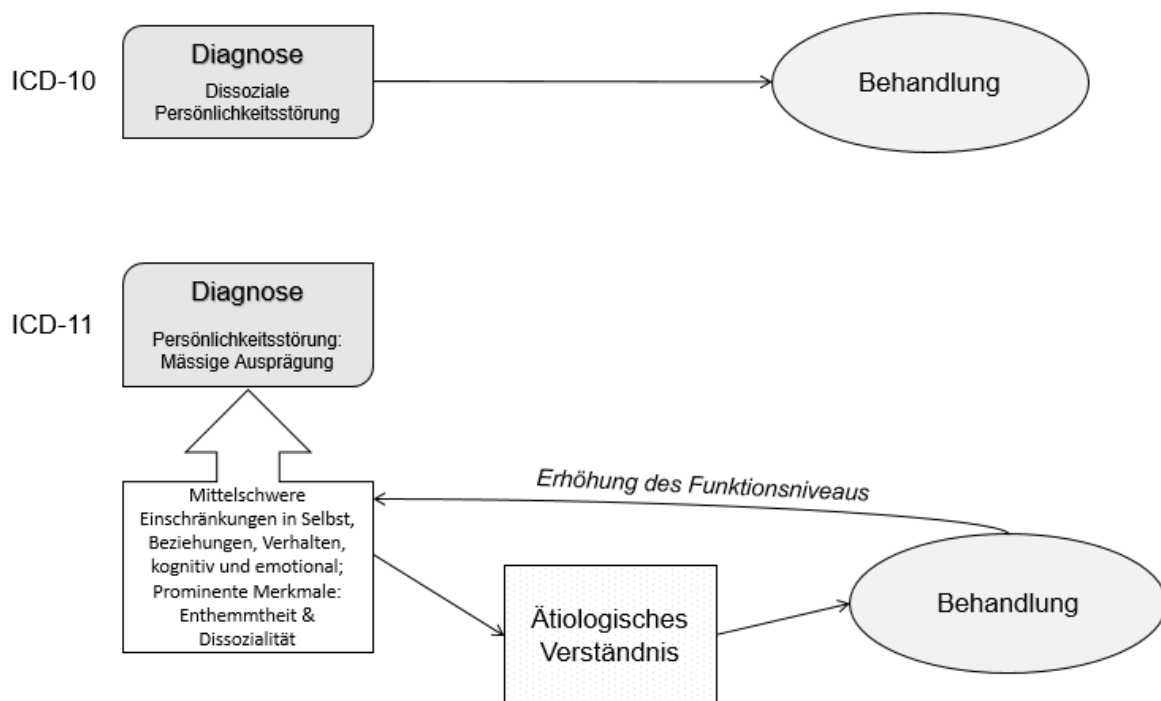 ICD-10
Diagnose
Dissoziale
Persönlichkeitsstörung
Behandlung
ICD-11
Diagnose
Persönlichkeitsstörung:
Mässige Ausprägung
Erhöhung des Funktionsniveaus
Mittelschwere
Einschränkungen in Selbst,
Beziehungen, Verhalten,
kognitiv und emotional;
Prominente Merkmale:
Enthemmtheit &
Dissozialität
Ätiologisches
Verständnis
Behandlung